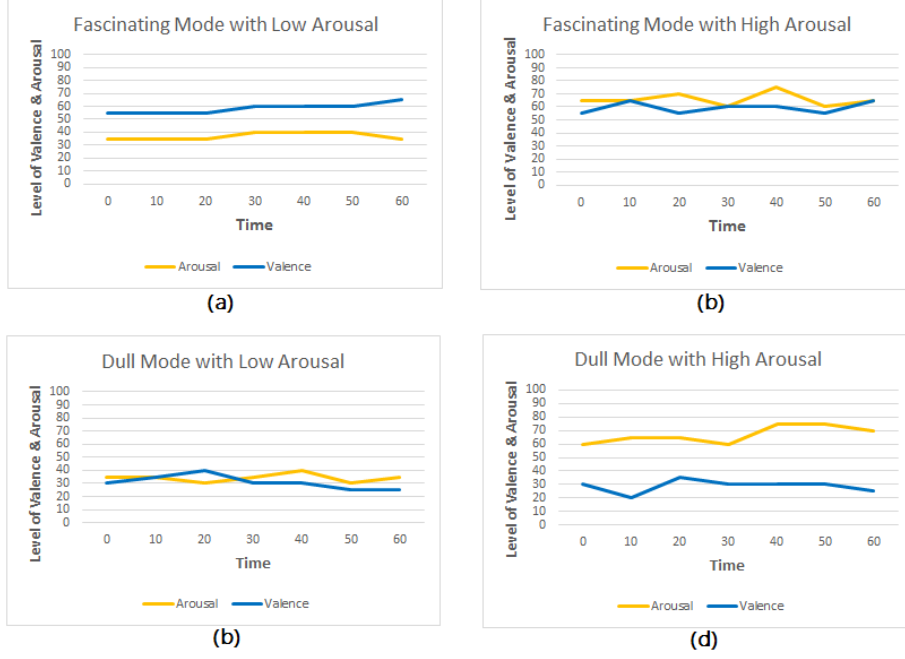 Fascinating Mode with Low Arousal
Level of Valence & Arousal
100
90
80
70
60
50
40
30
20
10
0
0 10 20 30 40 50 60
Time
Arousal Valence
(a)
Fascinating Mode with High Arousal
Level of Valence & Arousal
100
90
80
70
60
50
40
30
20
10
0
0 10 20 30 40 50 60
Time
Arousal Valence
(b)
Dull Mode with Low Arousal
Level of Valence & Arousal
100
90
80
70
60
50
40
30
20
10
0
0 10 20 30 40 50 60
Time
Arousal Valence
(b)
Dull Mode with High Arousal
Level of Valence & Arousal
100
90
80
70
60
50
40
30
20
10
0
0 10 20 30 40 50 60
Time
Arousal Valence
(d)